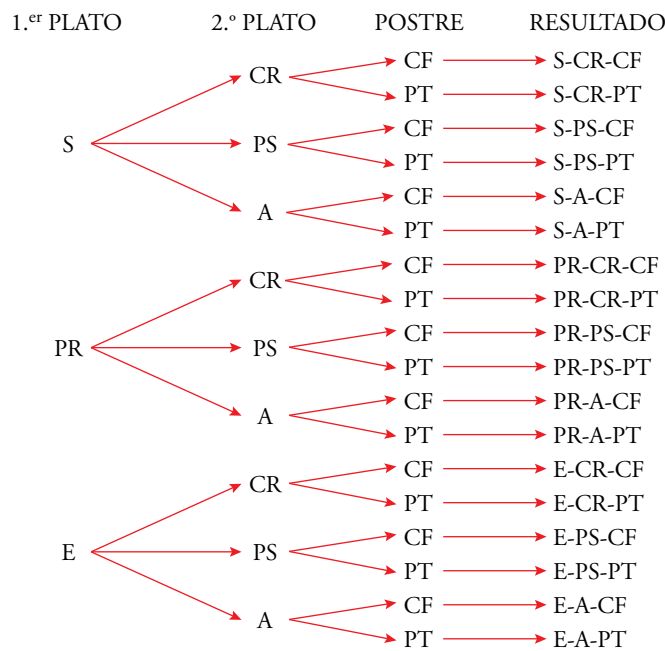 1.er PLATO 2.º PLATO POSTRE RESULTADO
CF S-CR-CF
CR
PT S-CR-PT
CF S-PS-CF
S PS
PT S-PS-PT
CF S-A-CF
A
PT S-A-PT
CF PR-CR-CF
CR
PT PR-CR-PT
CF PR-PS-CF
PR PS
PT PR-PS-PT
CF PR-A-CF
A
PT PR-A-PT
CF E-CR-CF
CR
PT E-CR-PT
CF E-PS-CF
E PS
PT E-PS-PT
CF E-A-CF
A
PT E-A-PT